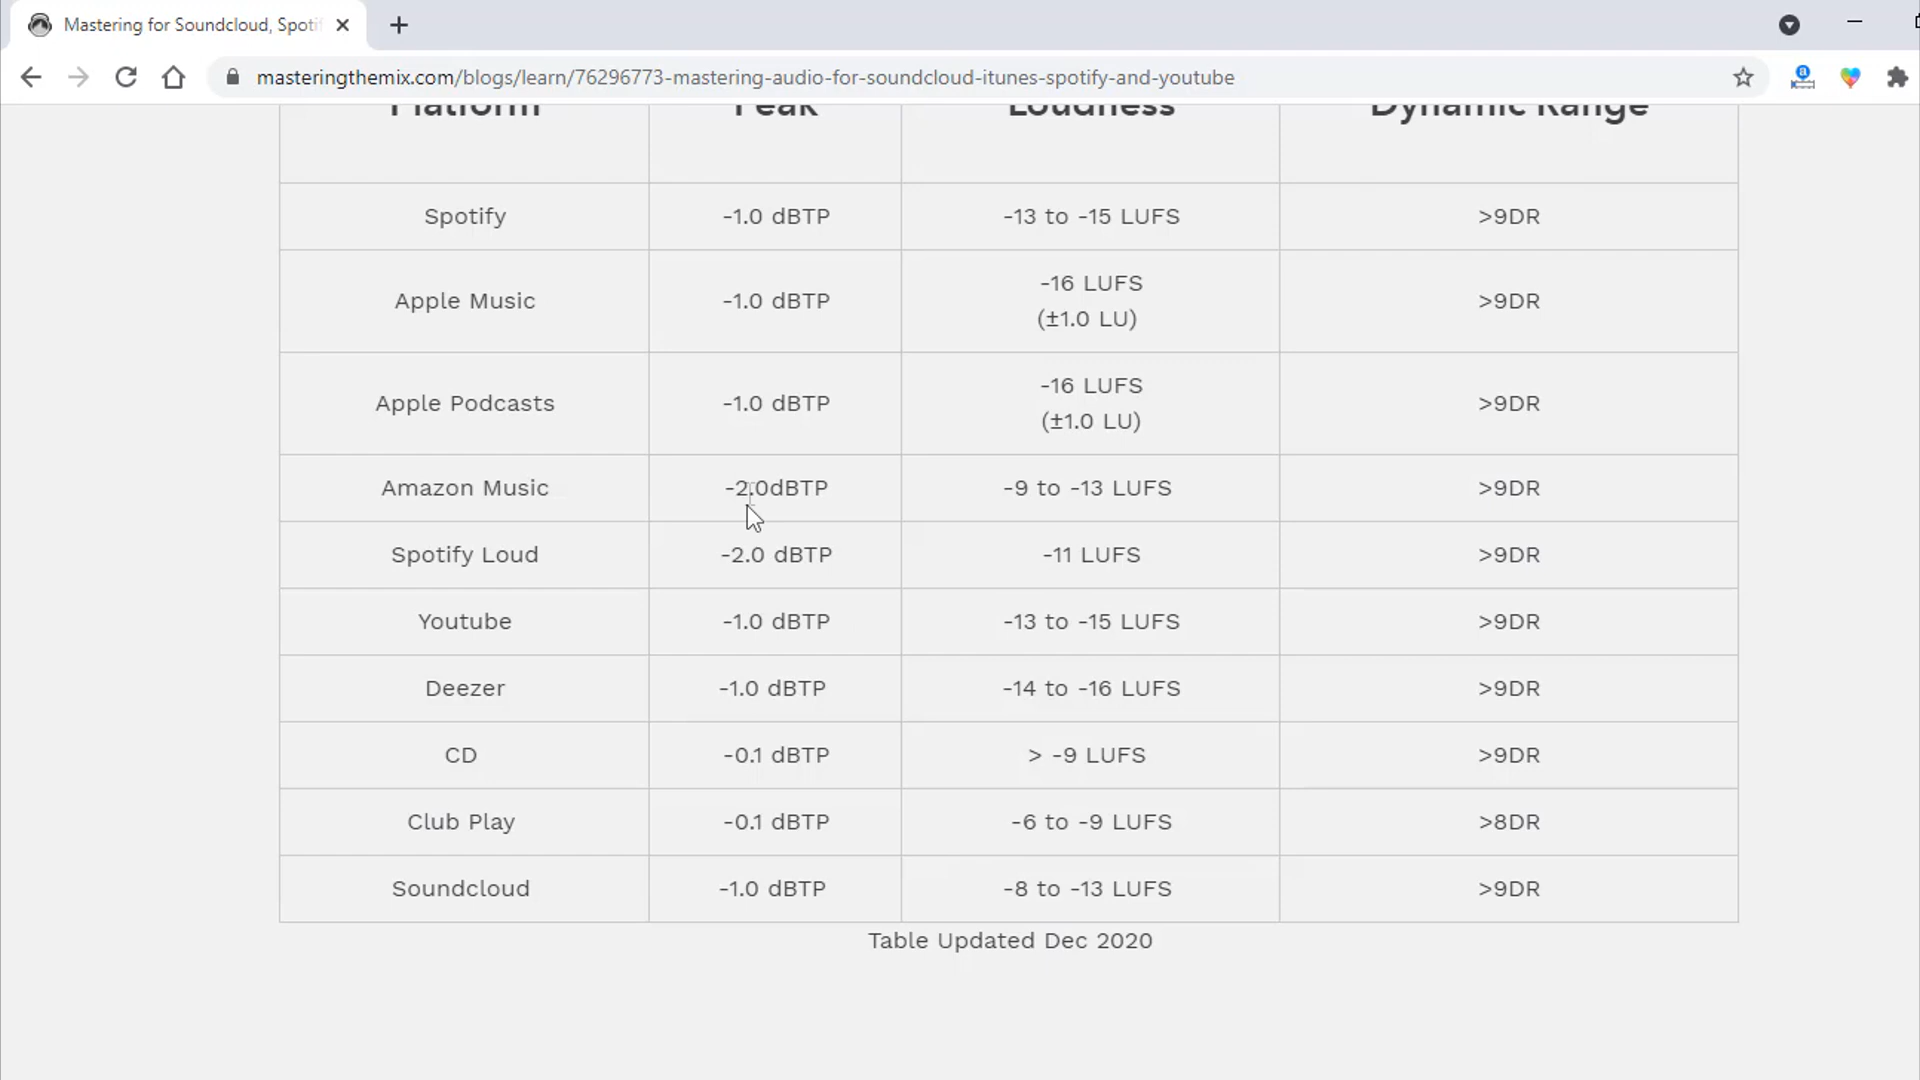 Mastering for Soundcloud, Spoti
masteringthemix.com/blogs/learn/76296773-mastering-audio-for-soundcloud-itunes-spotify-and-youtube
Platform Peak Loudness Dynamic Range
Spotify -1.0 dBTP -13 to -15 LUFS >9DR
Apple Music -1.0 dBTP -16 LUFS (±1.0 LU) >9DR
Apple Podcasts -1.0 dBTP -16 LUFS (±1.0 LU) >9DR
Amazon Music -2.0dBTP -9 to -13 LUFS >9DR
Spotify Loud -2.0 dBTP -11 LUFS >9DR
Youtube -1.0 dBTP -13 to -15 LUFS >9DR
Deezer -1.0 dBTP -14 to -16 LUFS >9DR
CD -0.1 dBTP > -9 LUFS >9DR
Club Play -0.1 dBTP -6 to -9 LUFS >8DR
Soundcloud -1.0 dBTP -8 to -13 LUFS >9DR
Table Updated Dec 2020